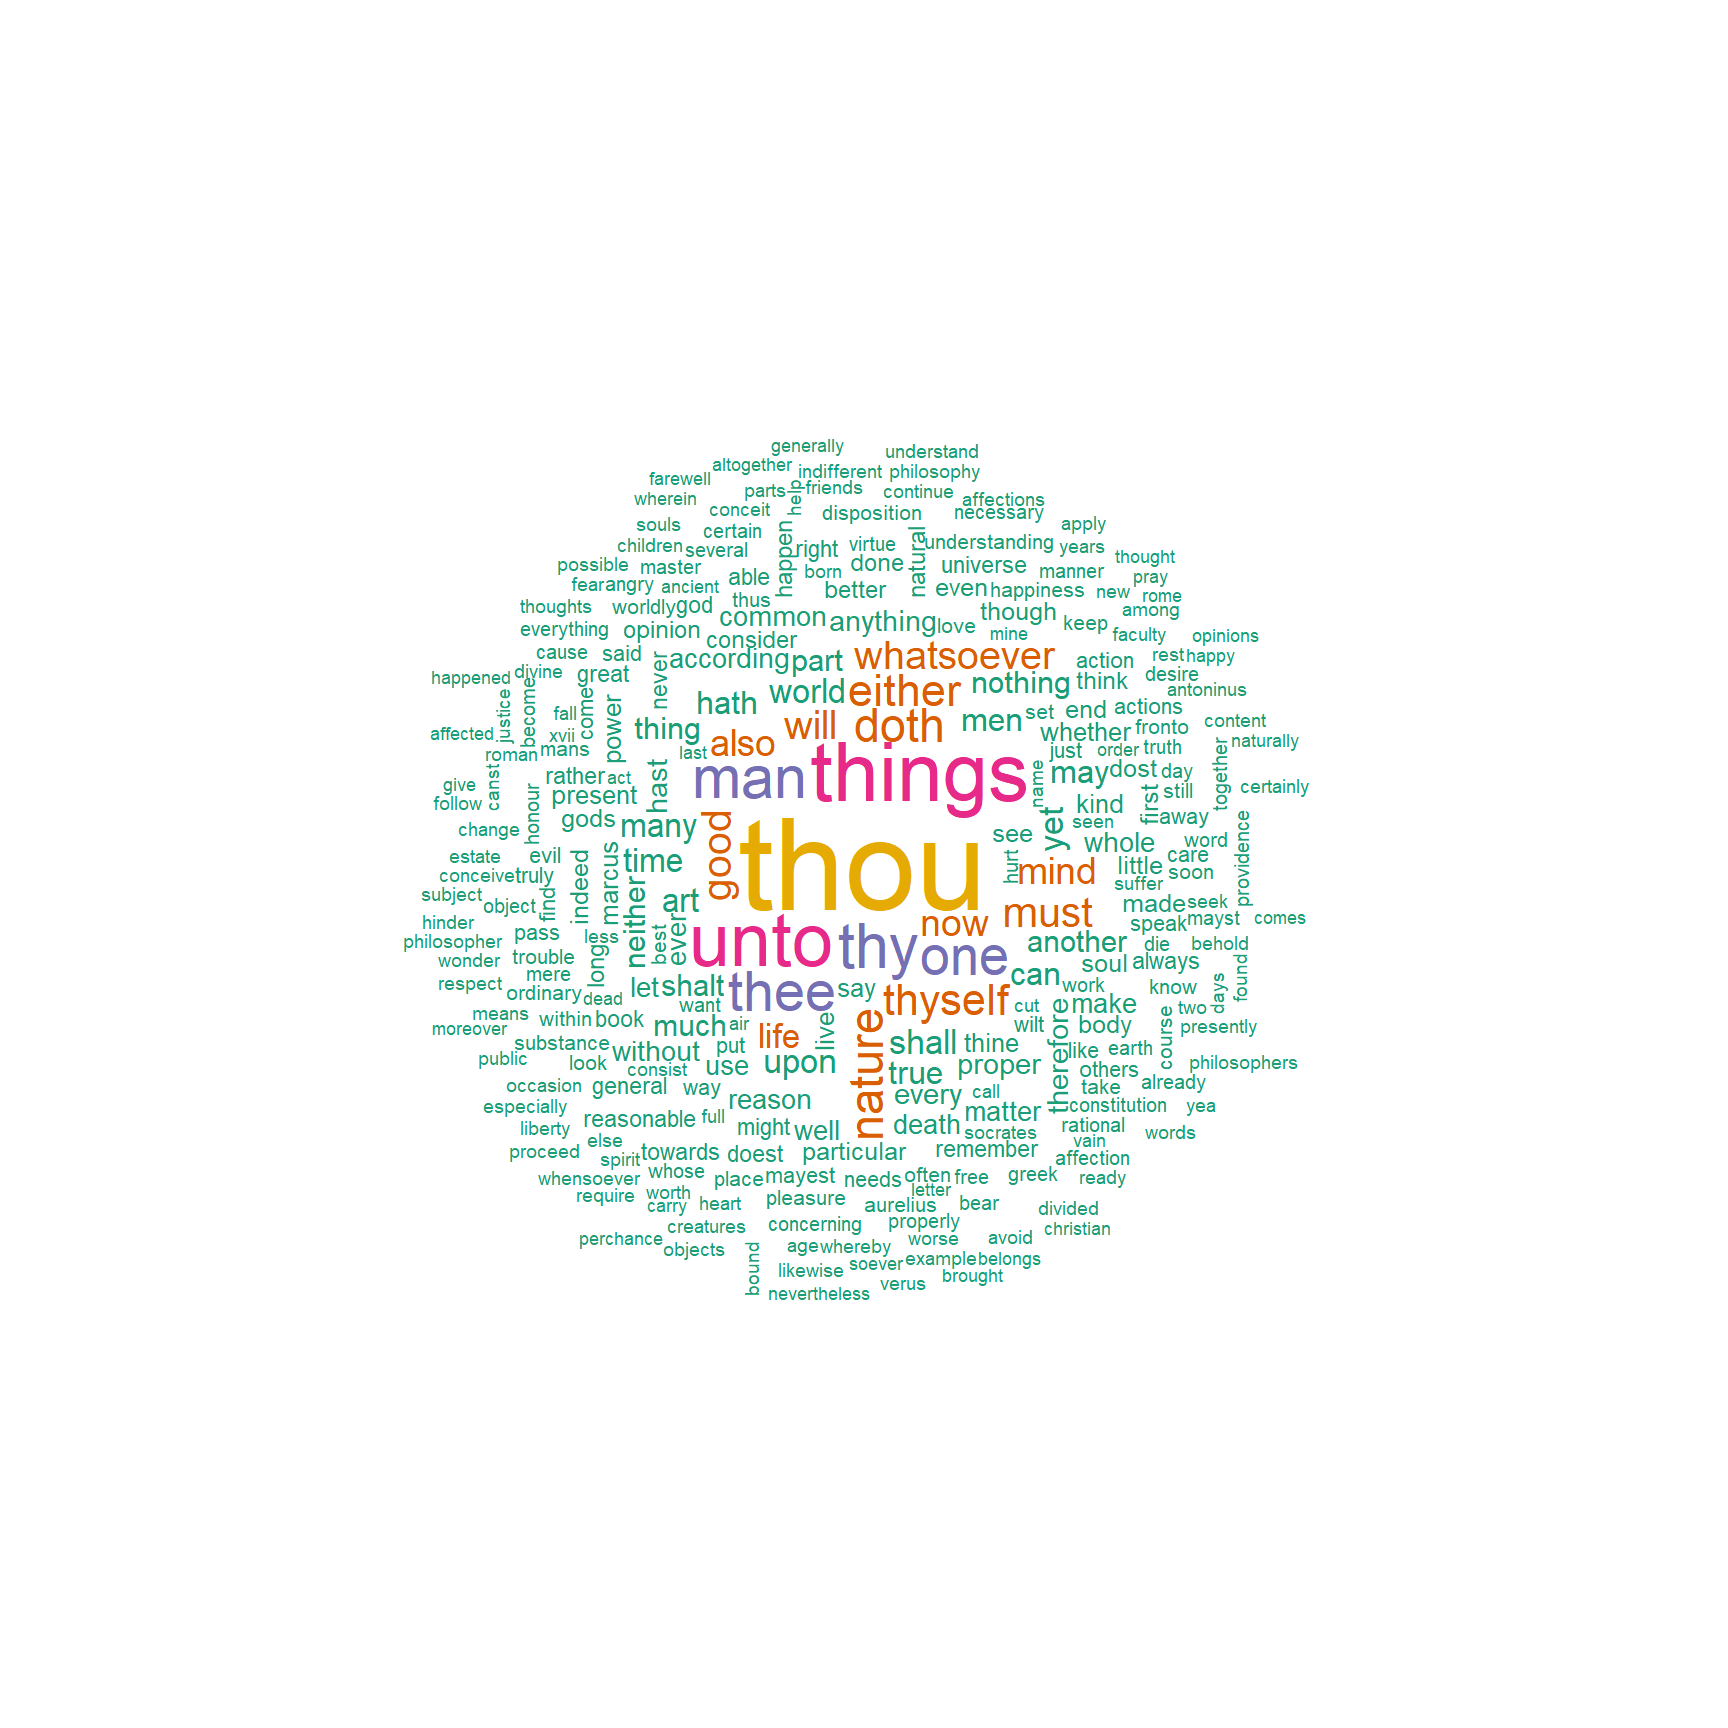 generally understand
altogether indifferent philosophy
farewell parts help friends continue affections
wherein conceit disposition necessary
souls certain happen right virtue natural understanding years apply
children several born done universe manner thought
possible master able better even happiness new pray
fear angry ancient thus rome
thoughts worldly god common anything love though keep among
everything opinion consider mine faculty opinions
cause said never according part whatsoever action rest happy
happened divine great world either nothing think desire antoninus
justice become come power hath men set end actions
affected fall thing also will doth whether fronto content
roman xvii mans last just order truth naturally
canst rather act hast man things name may dost day together
give present kind first still certainly
follow honour gods many good thou see yet seen away
change whole word
estate evil marcus time hurt mind little care providence
conceive truly indeed suffer soon
subject object find neither art now must made seek
hinder ever speak mayst comes
philosopher pass less best unto thy one another die behold
wonder trouble long soul always found
respect mere let shalt thee say thyself can work know days
ordinary dead want cut make two
means within book much air life live nature wilt body course presently
moreover shall thine therefore
substance without put upon like earth
public look consist use true proper others philosophers
occasion general way every call take already
especially reason matter constitution yea
liberty reasonable full might well death socrates rational words
proceed else towards doest particular remember vain
spirit affection
whensoever whose place mayest needs often free greek ready
require worth letter
carry heart pleasure aurelius bear divided
creatures concerning properly christian
perchance objects bound age whereby worse avoid
likewise soever example belongs
nevertheless verus brought